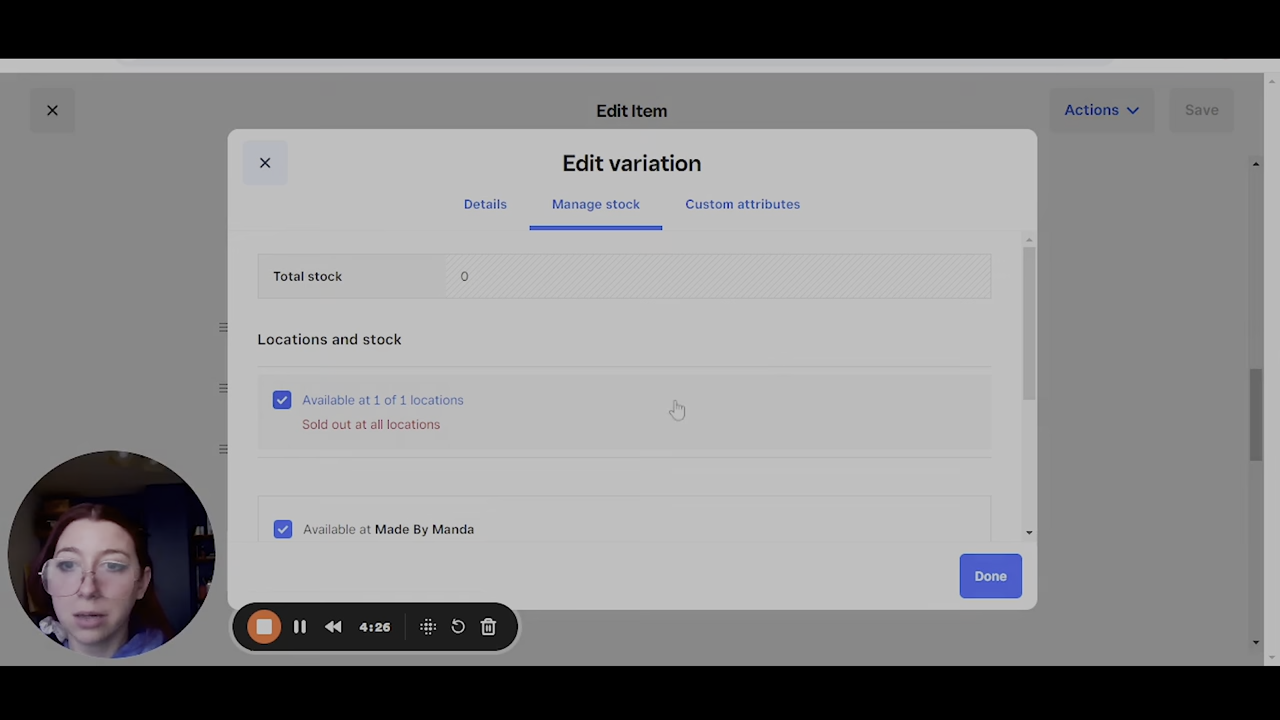 Edit Item
Actions
Save
Edit variation
Details
Manage stock
Custom attributes
Total stock
0
Locations and stock
Available at 1 of 1 locations
Sold out at all locations
Available at Made By Manda
Done
4:26